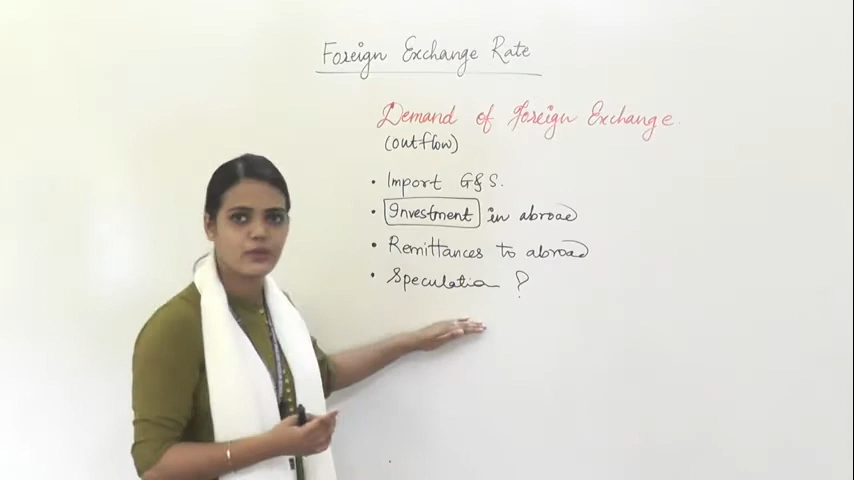 Foreign Exchange Rate
Demand of Foreign Exchange.
(outflow)
• Import G&S.
• Investment in abroad
• Remittances to abroad
• Speculation ?